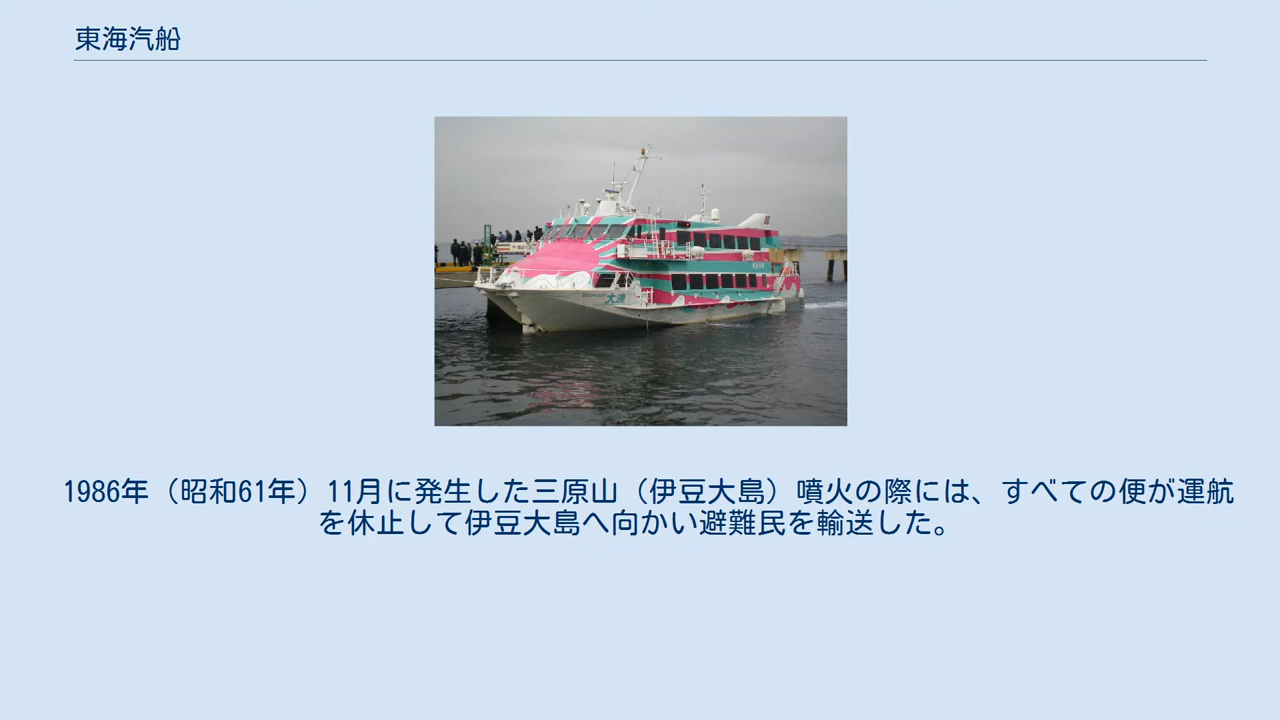 東海汽船
大漁
1986年（昭和61年）11月に発生した三原山（伊豆大島）噴火の際には、すべての便が運航
を休止して伊豆大島へ向かい避難民を輸送した。